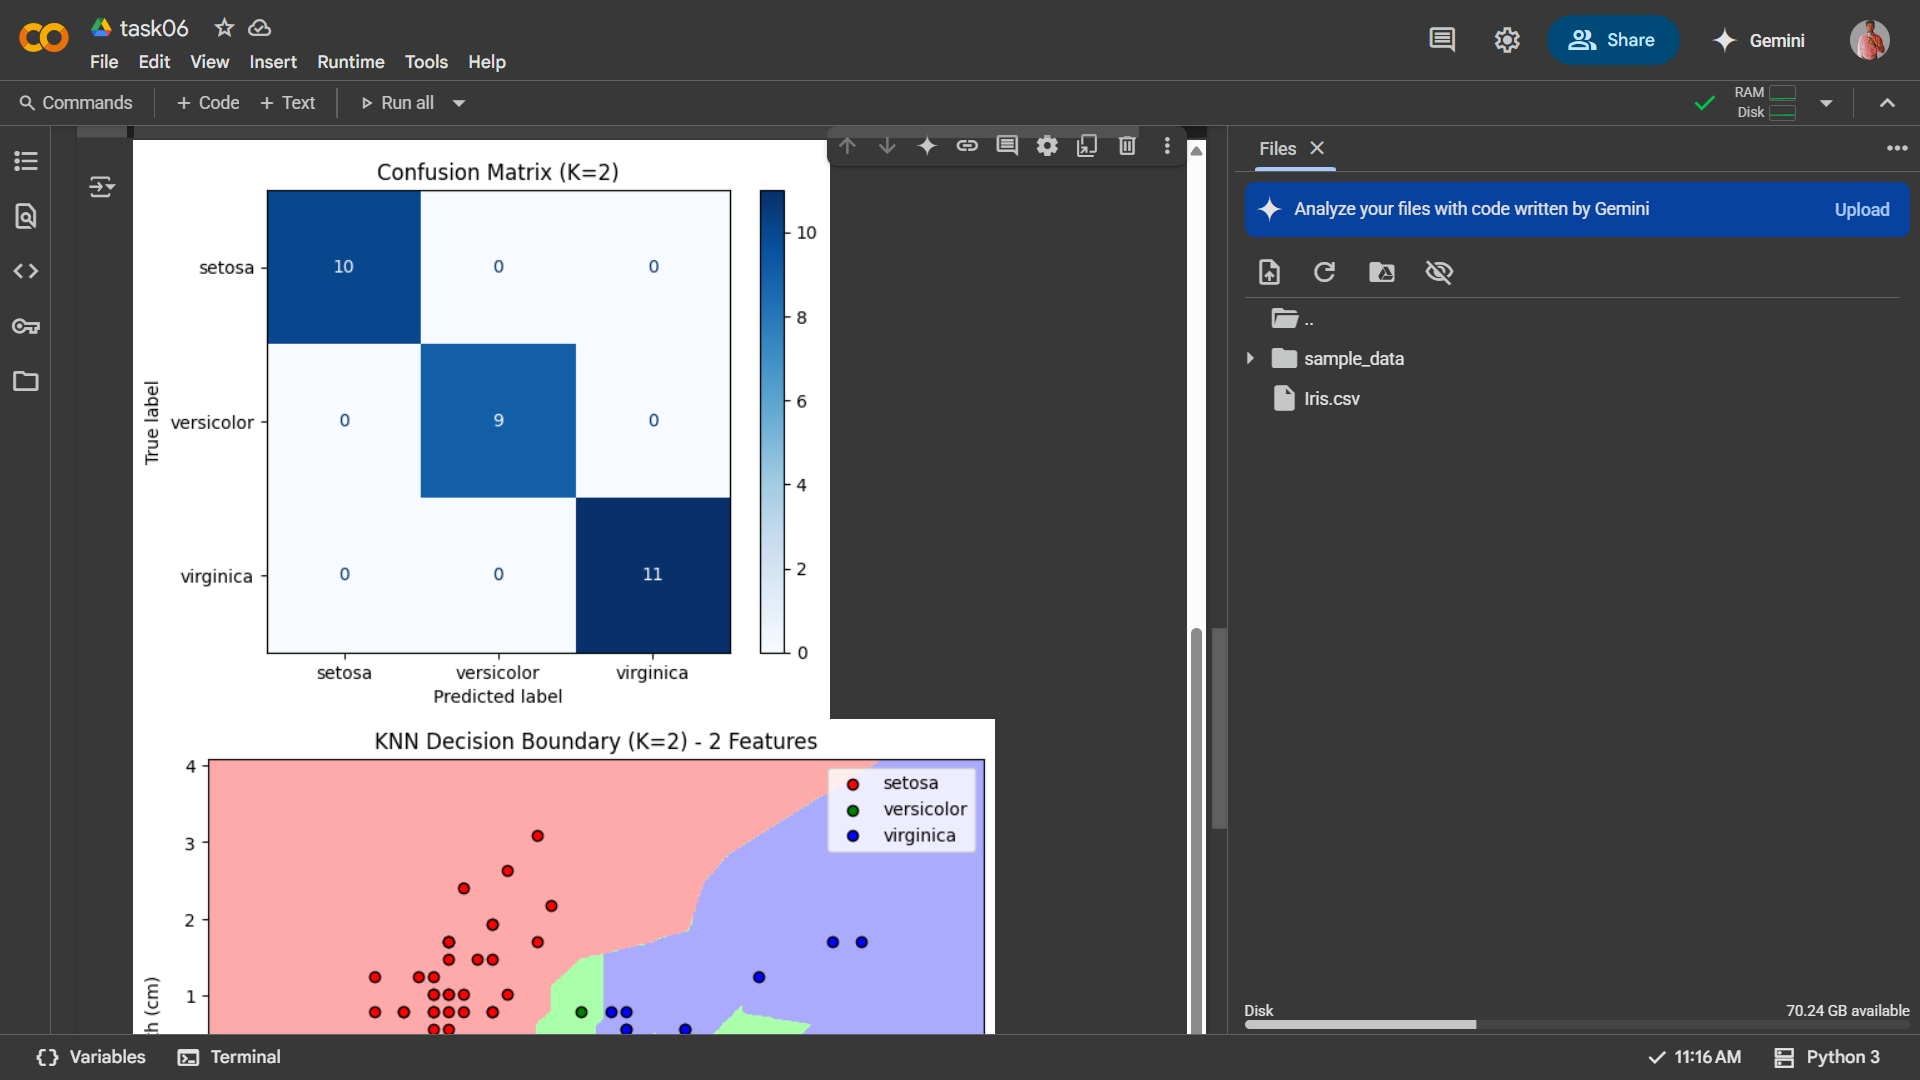 task06
File Edit View Insert Runtime Tools Help
Share
Gemini
Commands + Code + Text Run all
RAM
Disk
Confusion Matrix (K=2)
True label
setosa 10 0 0
versicolor 0 9 0
virginica 0 0 11
setosa versicolor virginica
Predicted label
10
8
6
4
2
0
KNN Decision Boundary (K=2) - 2 Features
4
3
2
1
h (cm)
setosa
versicolor
virginica
Files
Analyze your files with code written by Gemini Upload
..
sample_data
Iris.csv
Disk 70.24 GB available
Variables Terminal 11:16 AM Python 3